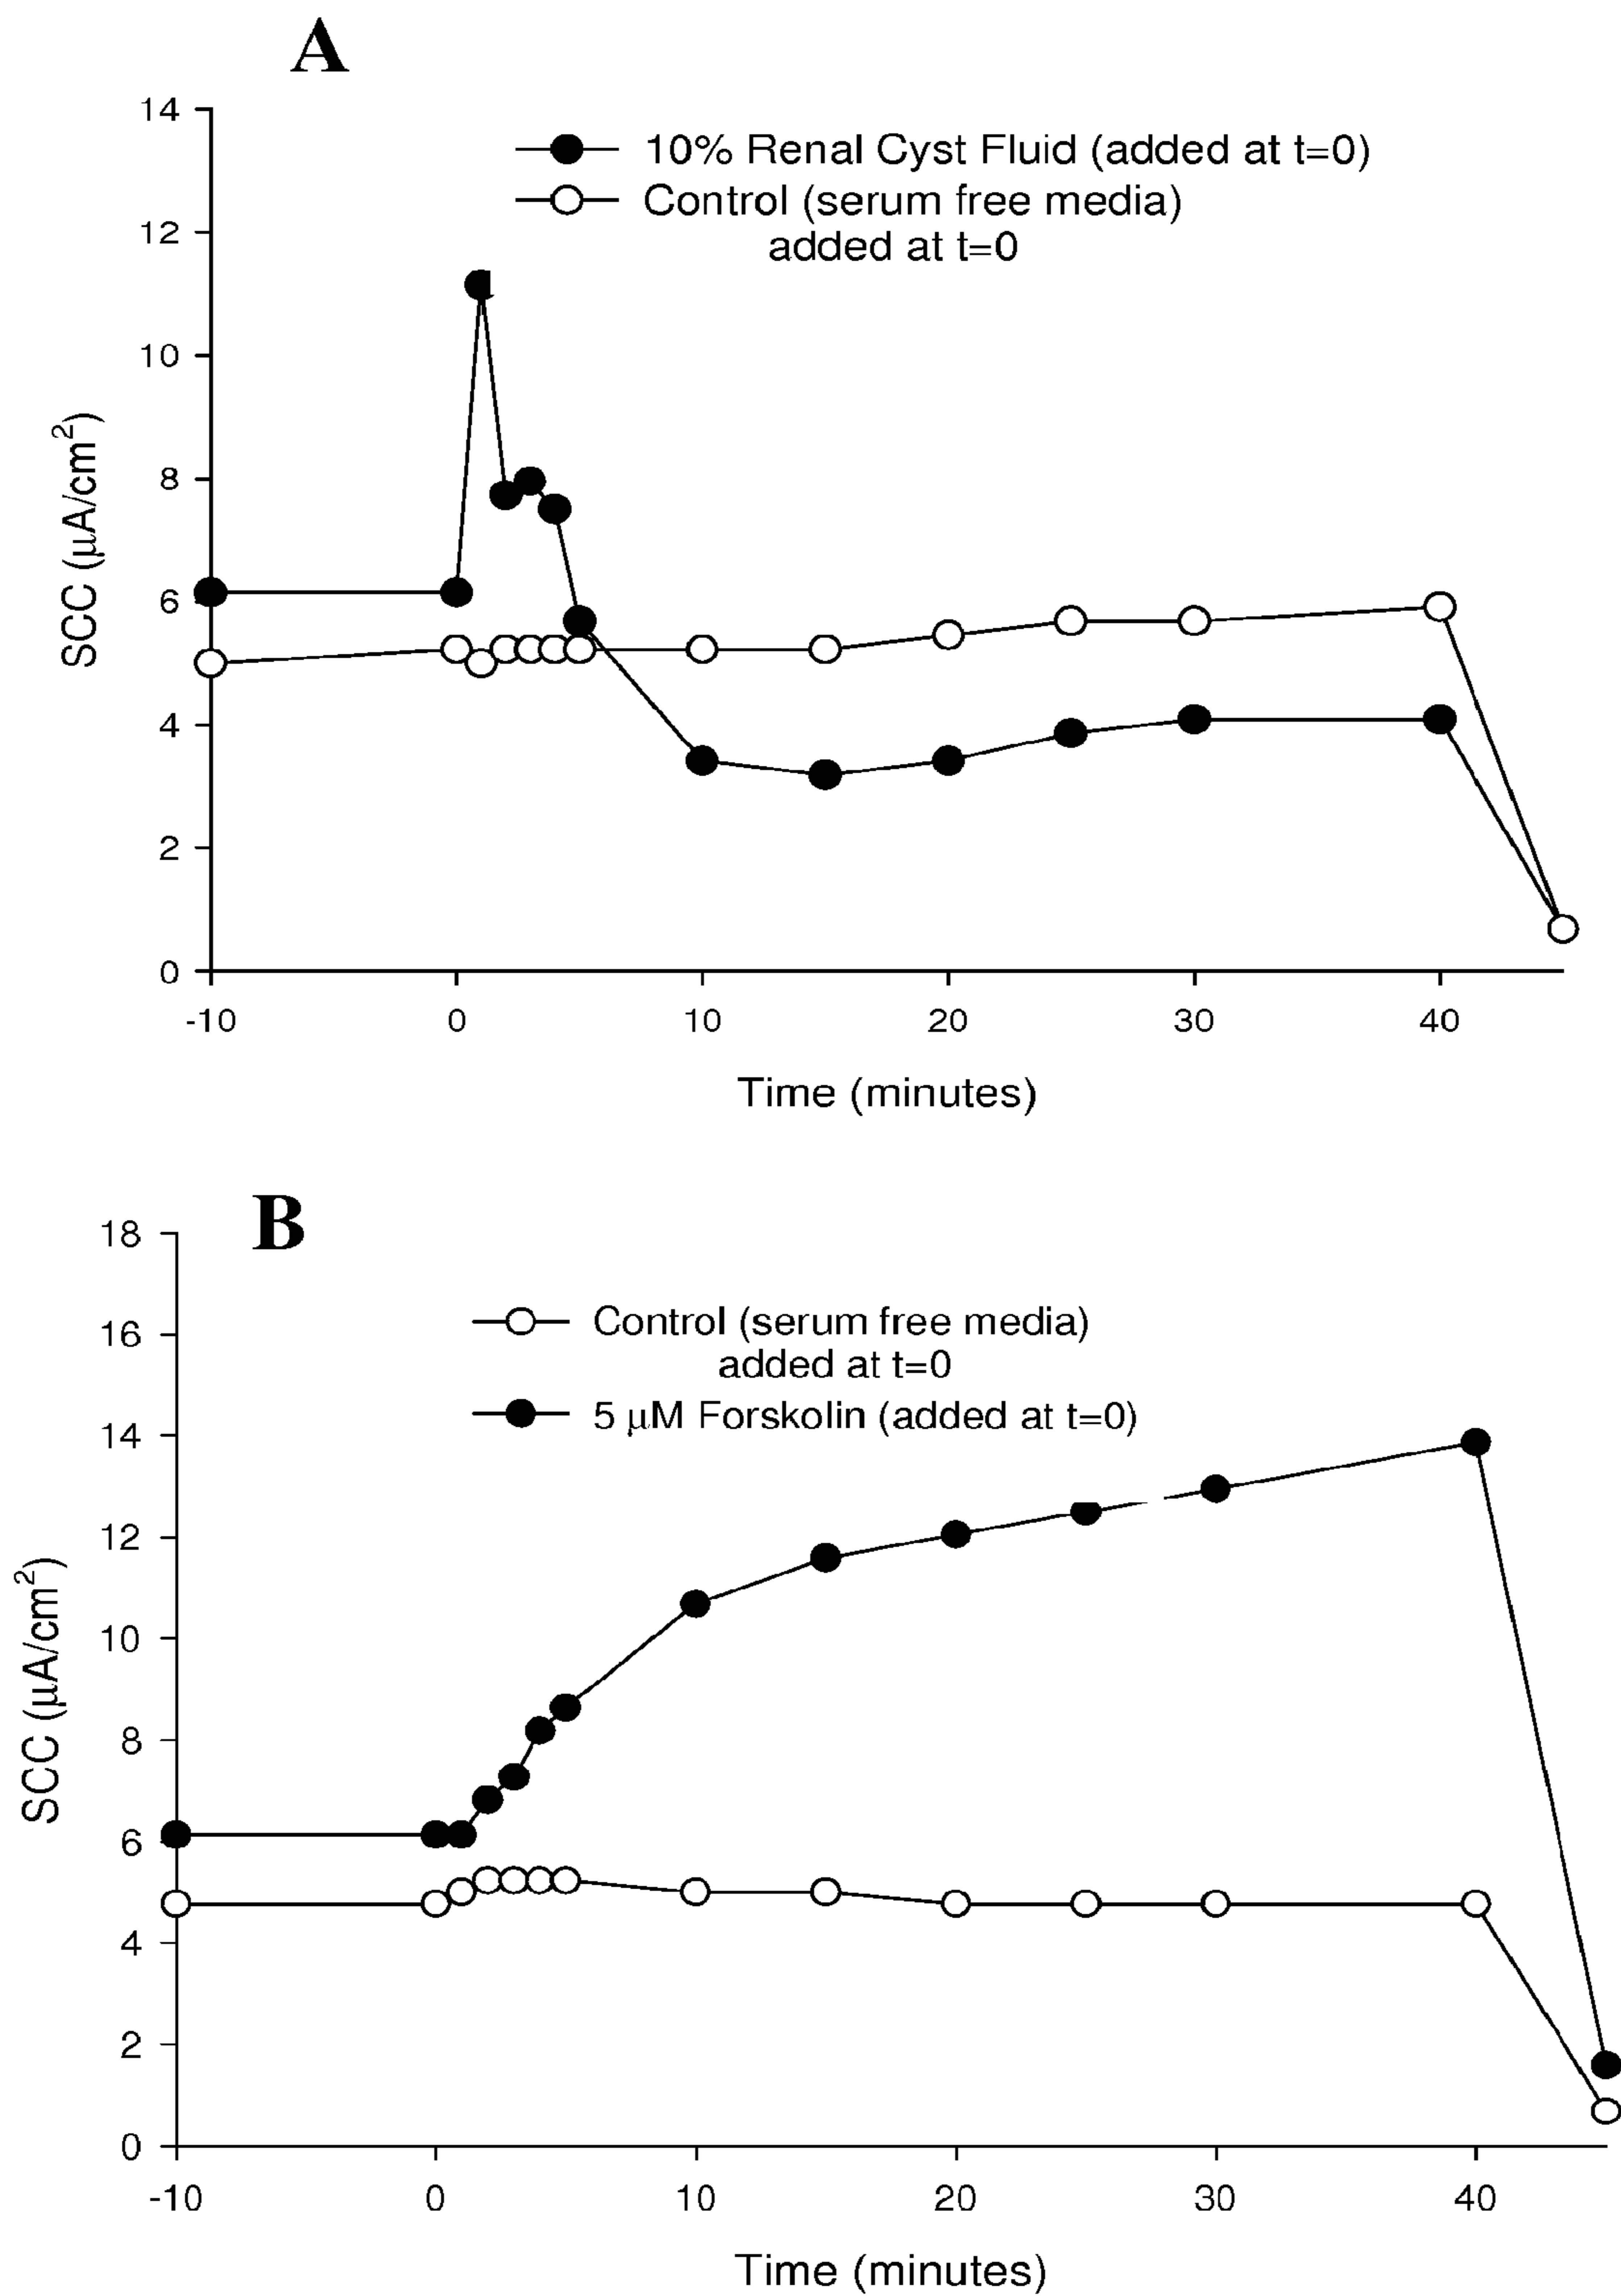 A
14
10% Renal Cyst Fluid (added at t=0)
Control (serum free media)
added at t=0
12
10
8
6
4
2
0
SCC (µA/cm²)
-10 0 10 20 30 40
Time (minutes)
B
18
16
Control (serum free media)
added at t=0
5 µM Forskolin (added at t=0)
14
12
10
8
6
4
2
0
SCC (µA/cm²)
-10 0 10 20 30 40
Time (minutes)